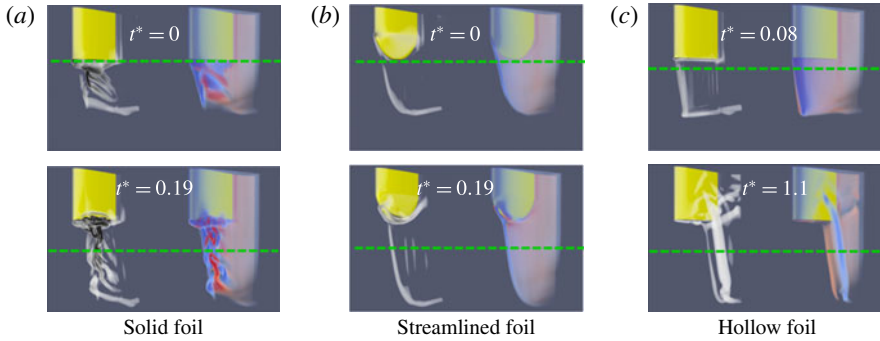 (a)
t* = 0
t* = 0.19
Solid foil
(b)
t* = 0
t* = 0.19
Streamlined foil
(c)
t* = 0.08
t* = 1.1
Hollow foil